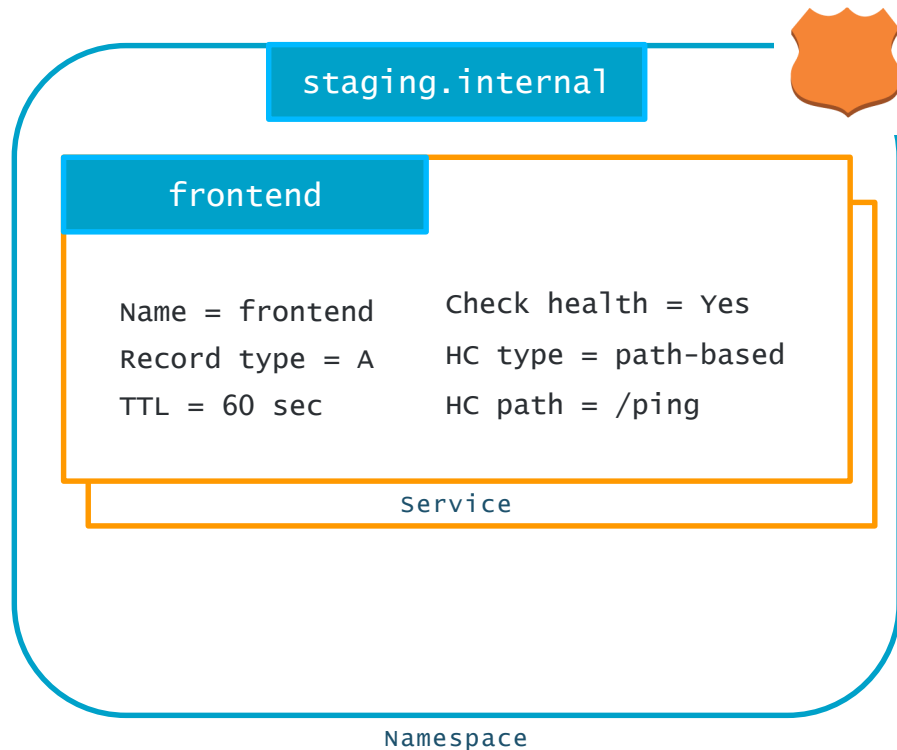 staging.internal
frontend
Name = frontend
Record type = A
TTL = 60 sec
Check health = Yes
HC type = path-based
HC path = /ping
Service
Namespace